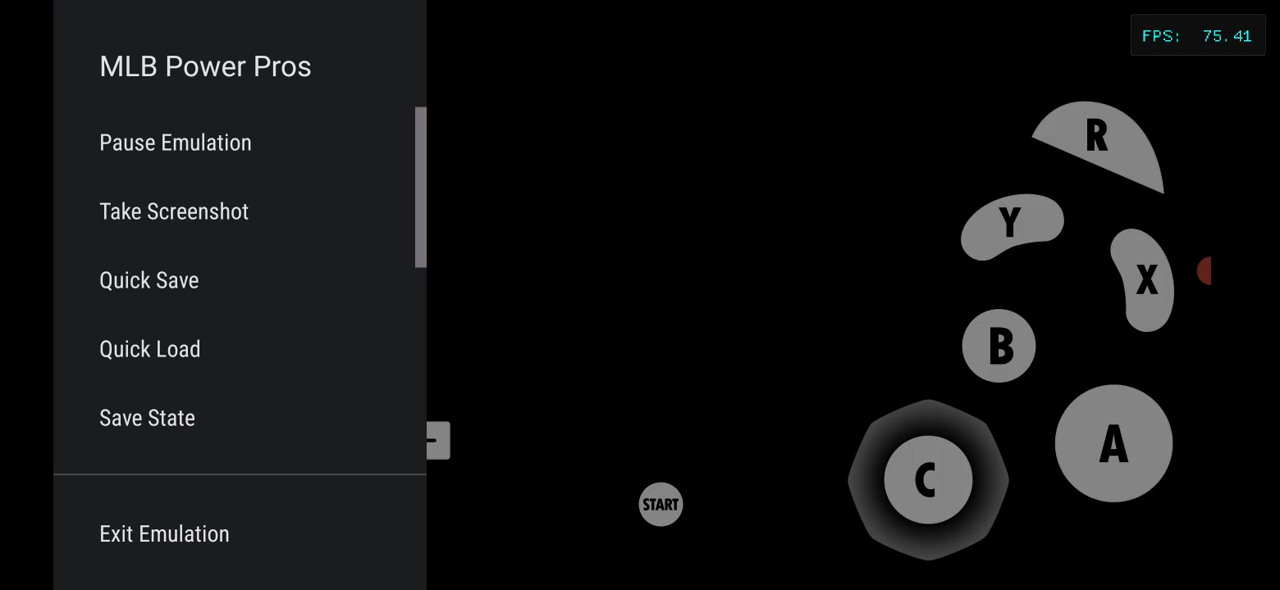 MLB Power Pros
Pause Emulation
Take Screenshot
Quick Save
Quick Load
Save State
Exit Emulation
FPS: 75.41
R
Y
X
B
A
C
START